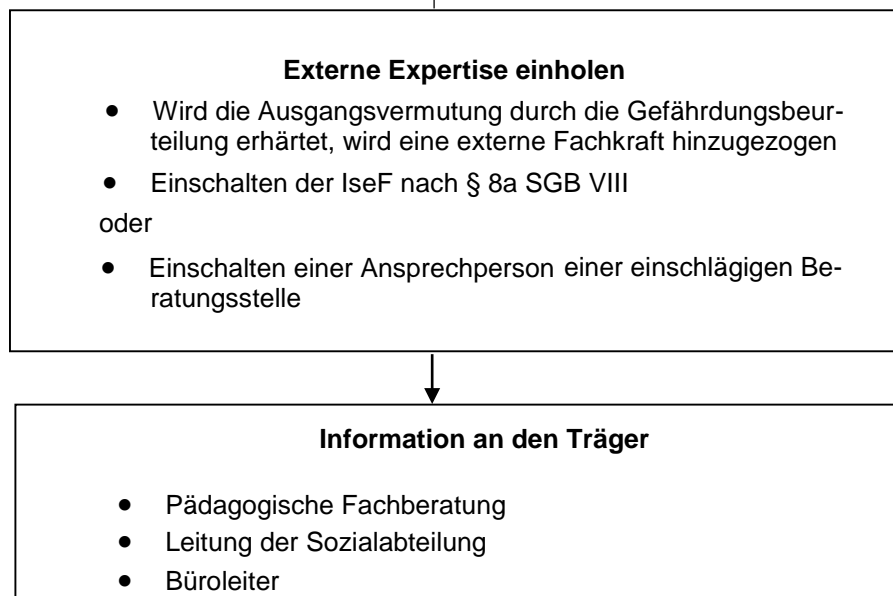 Externe Expertise einholen
● Wird die Ausgangsvermutung durch die Gefährdungsbeur-
teilung erhärtet, wird eine externe Fachkraft hinzugezogen
● Einschalten der IseF nach § 8a SGB VIII
oder
● Einschalten einer Ansprechperson einer einschlägigen Be-
ratungsstelle
Information an den Träger
● Pädagogische Fachberatung
● Leitung der Sozialabteilung
● Büroleiter